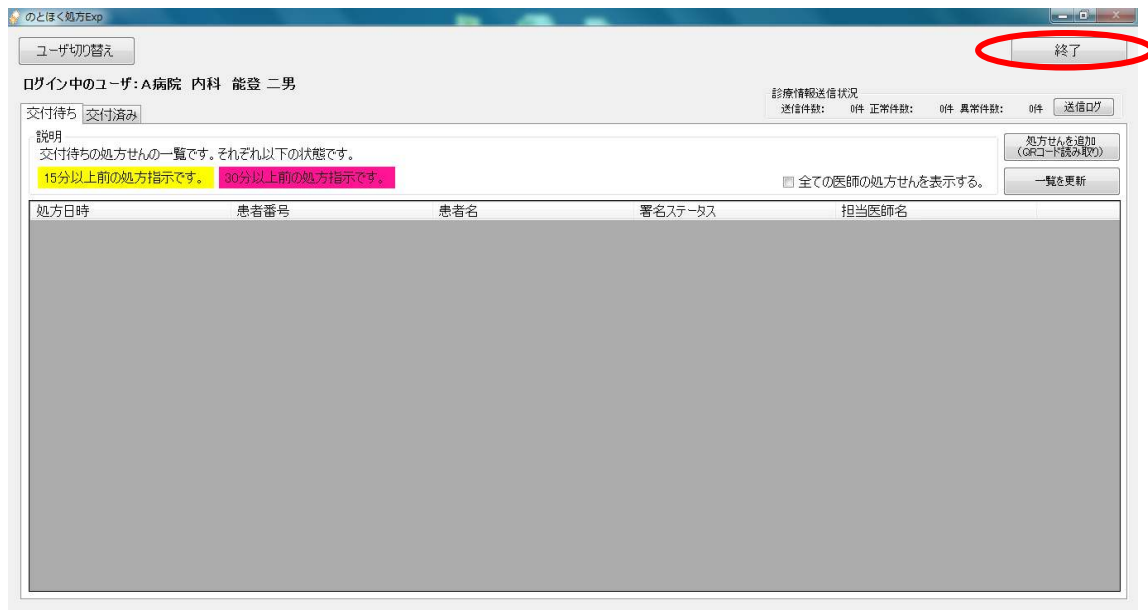 のとほく処方Exp
ユーザ切り替え
終了
ログイン中のユーザ：A病院 内科 能登 二男
診療情報送信状況
送信件数: 0件 正常件数: 0件 異常件数: 0件 送信ログ
交付待ち 交付済み
説明
交付待ちの処方せんの一覧です。それぞれ以下の状態です。
処方せんを追加
（QRコード読み取り）
15分以上前の処方指示です。 30分以上前の処方指示です。
全ての医師の処方せんを表示する。
一覧を更新
処方日時 患者番号 患者名 署名ステータス 担当医師名